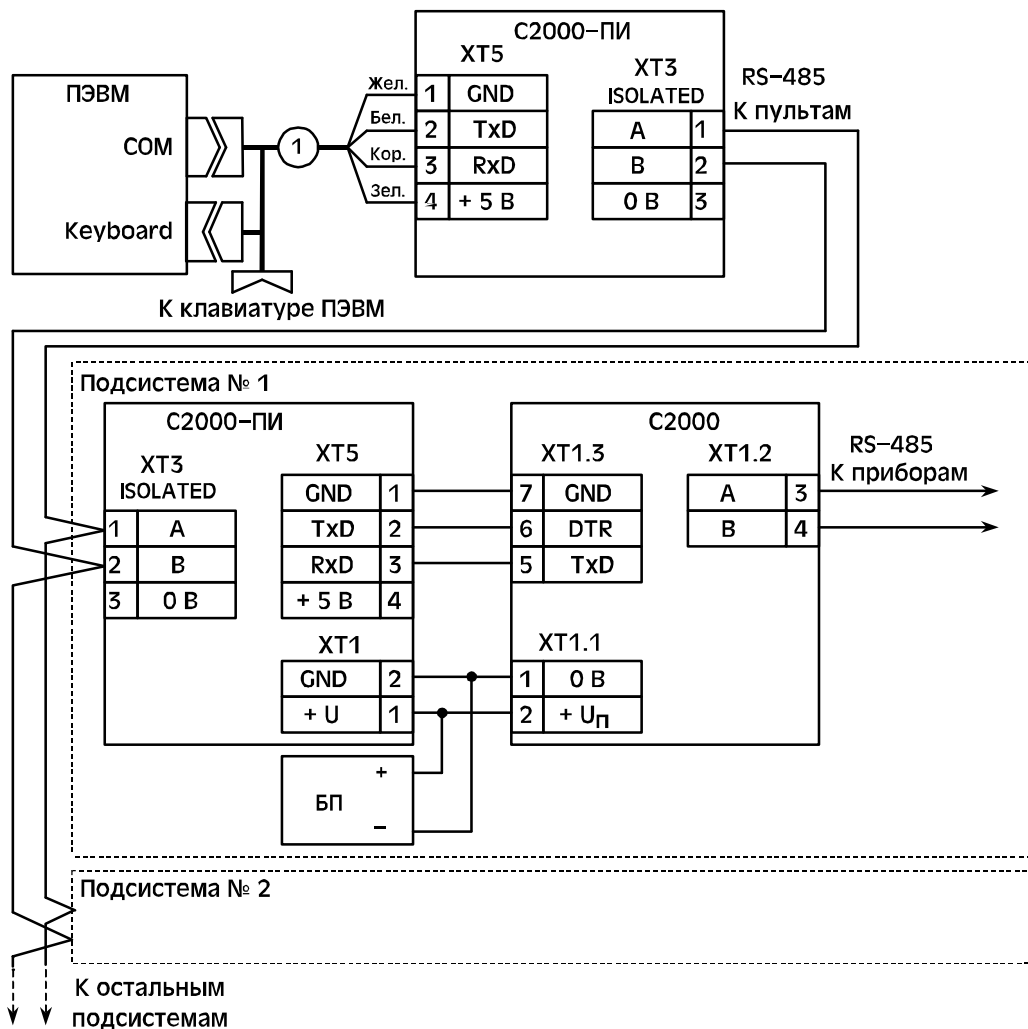 С2000-ПИ
ПЭВМ
COM
Keyboard
К клавиатуре ПЭВМ
1
Жел.
Бел.
Кор.
Зел.
XT5
1 GND
2 TxD
3 RxD
4 + 5 В
XT3
ISOLATED
A 1
B 2
0 В 3
RS-485
К пультам
Подсистема № 1
С2000-ПИ
XT3
ISOLATED
1 A
2 B
3 0 В
XT5
GND 1
TxD 2
RxD 3
+ 5 В 4
XT1
GND 2
+ U 1
С2000
XT1.3
7 GND
6 DTR
5 TxD
XT1.2
A 3
B 4
XT1.1
1 0 В
2 + Uп
RS-485
К приборам
БП
+
–
Подсистема № 2
К остальным
подсистемам